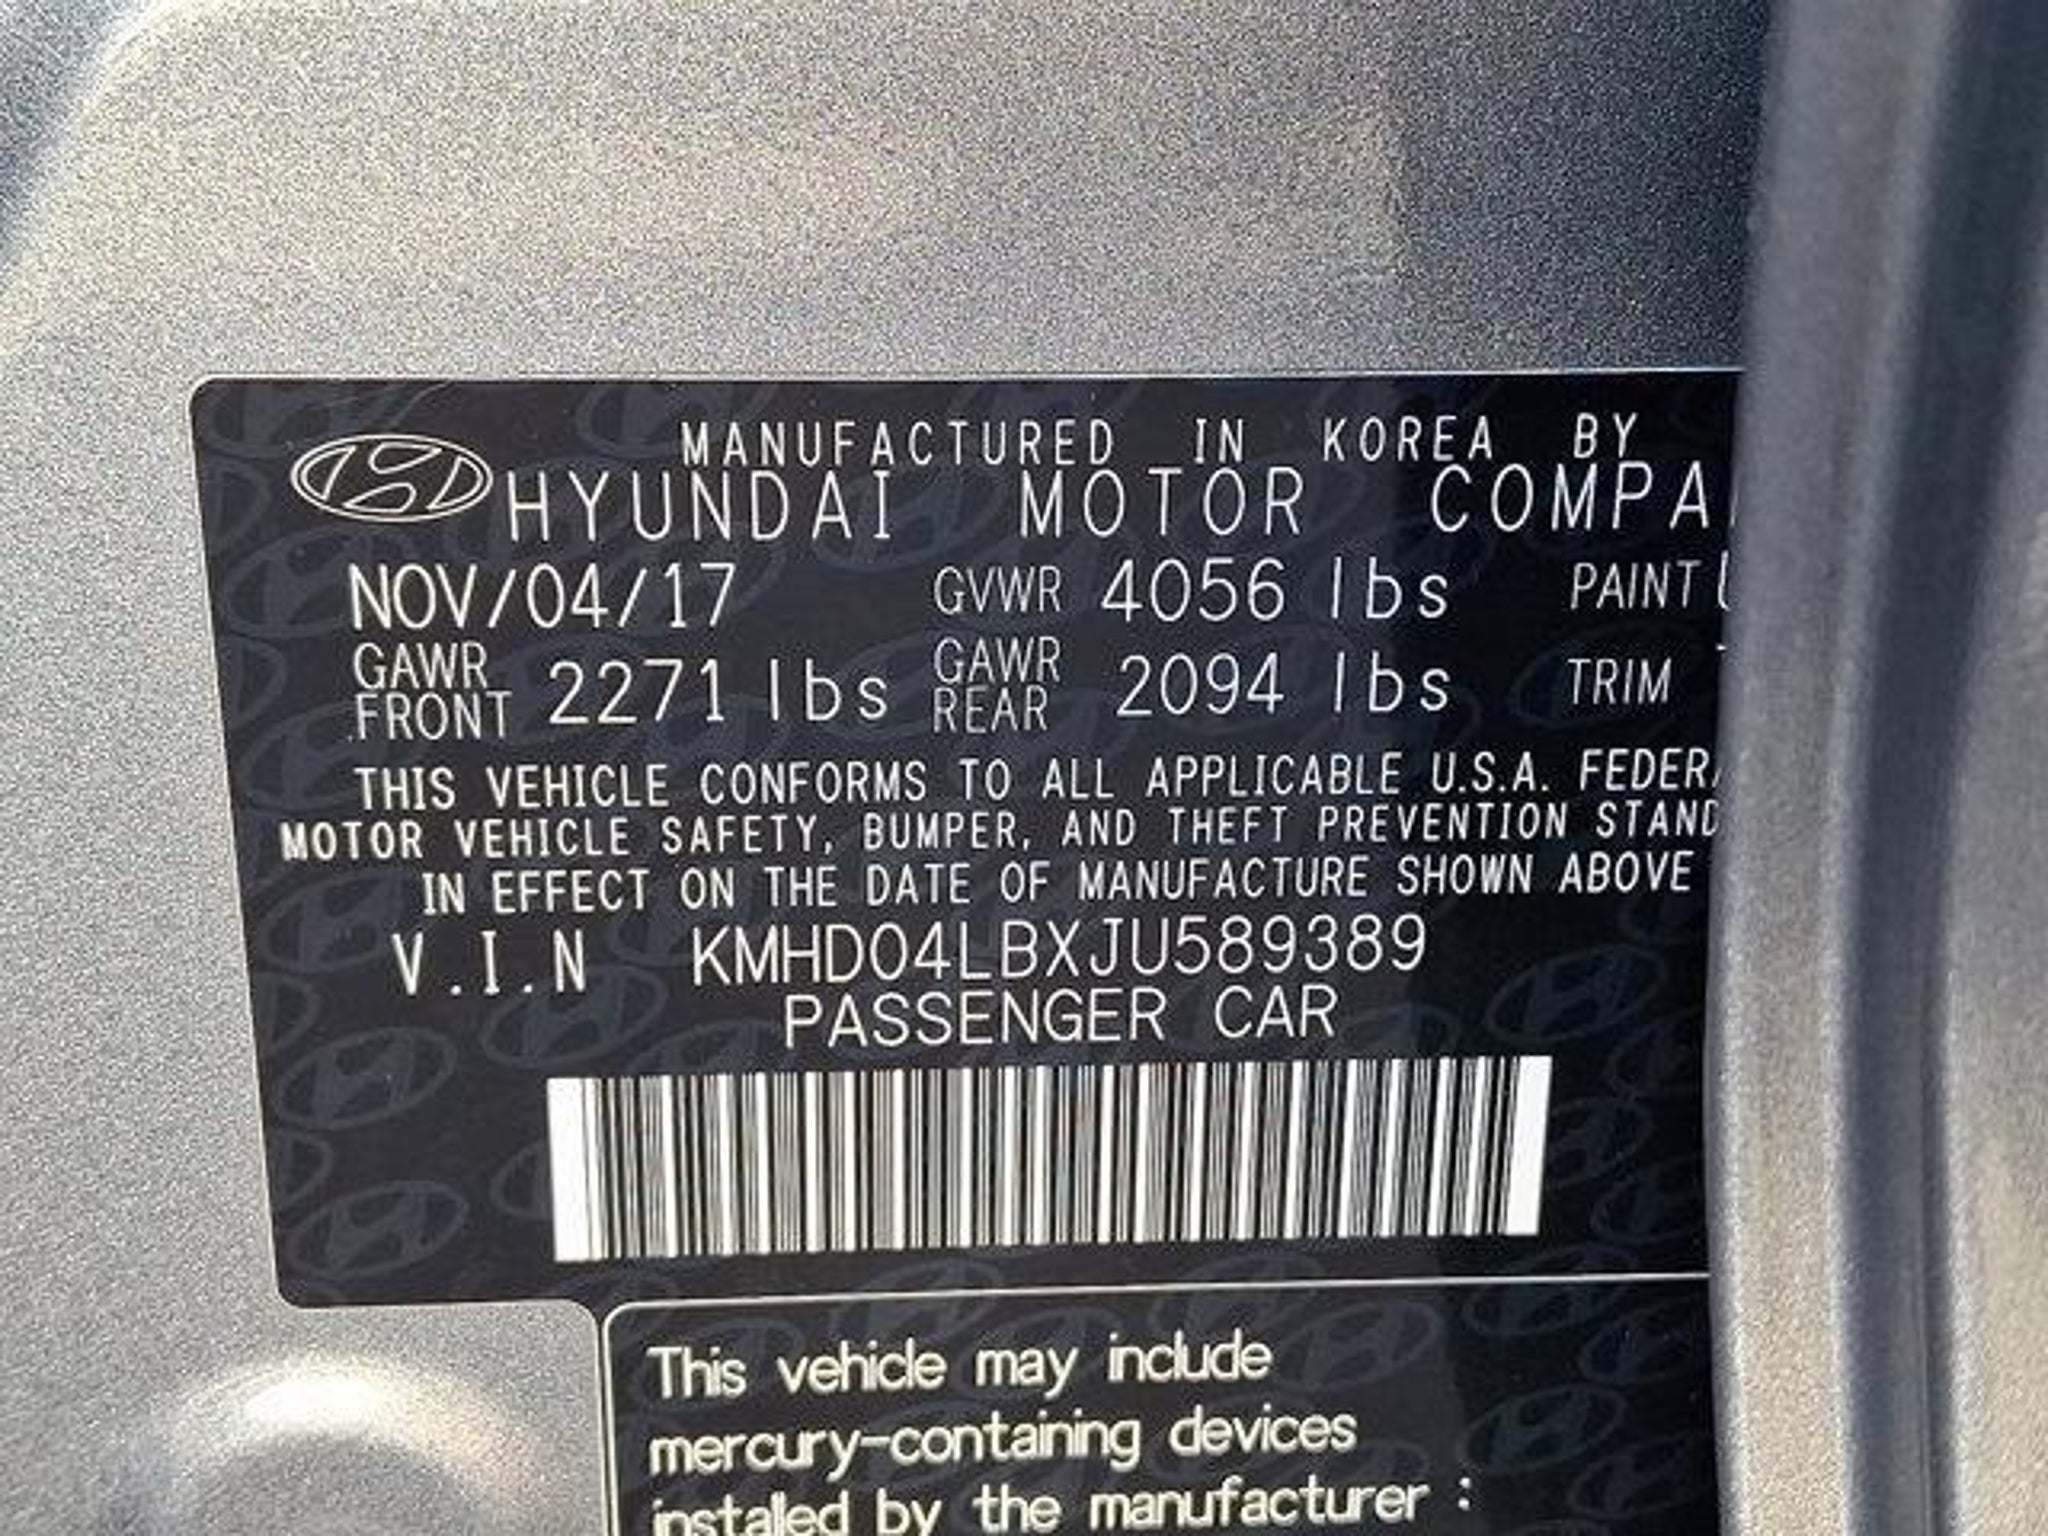 MANUFACTURED IN KOREA BY
HYUNDAI MOTOR
NOV/04/17 GVWR 4056 lbs PAINT
GAWR FRONT 2271 lbs GAWR REAR 2094 lbs TRIM
THIS VEHICLE CONFORMS TO ALL APPLICABLE U.S.A.
MOTOR VEHICLE SAFETY, BUMPER, AND THEFT PREVENTION
IN EFFECT ON THE DATE OF MANUFACTURE SHOWN ABOVE
V.I.N KMHD04LBXJU589389
PASSENGER CAR
This vehicle may include
mercury-containing devices
installed by the manufacturer :